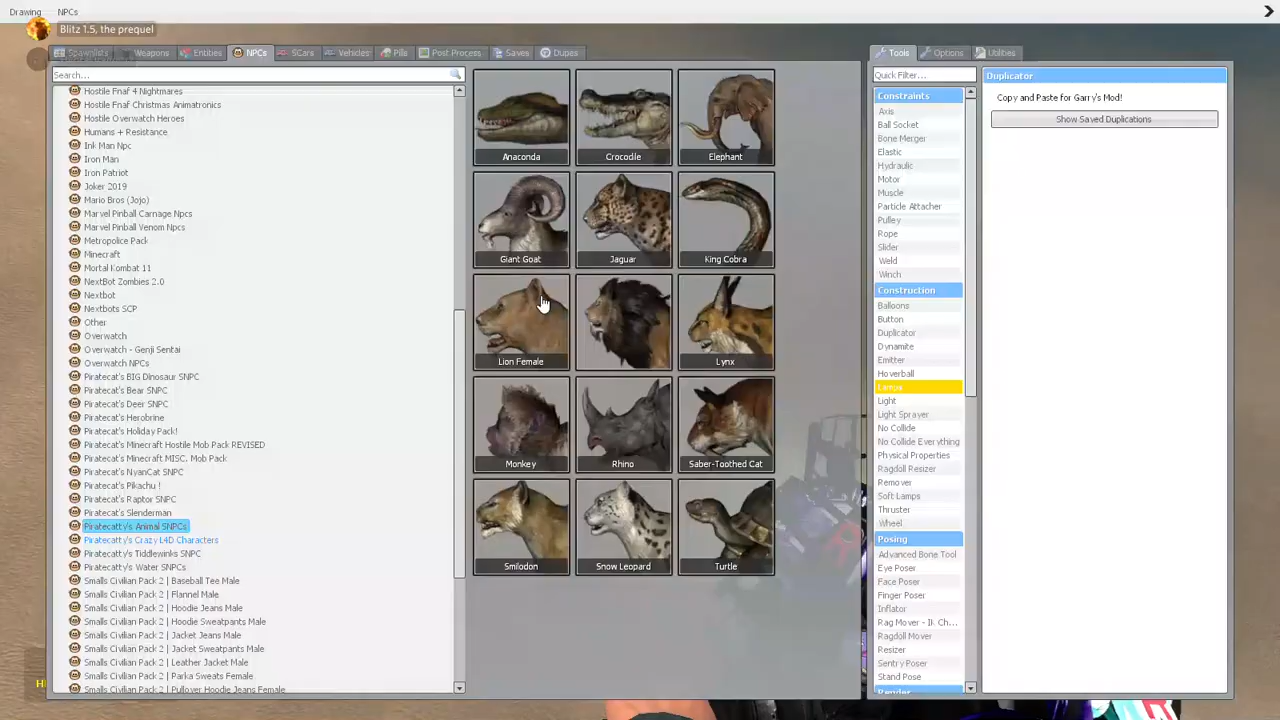 Drawing NPCs
Blitz 1.5, the prequel
Spawnlists Weapons Entities NPCs SCars Vehicles Pills Post Process Saves Dupes
Search...
Hostile Fnaf 4 Nightmares
Hostile Fnaf Christmas Animatronics
Hostile Overwatch Heroes
Humans + Resistance
Ink Man Npc
Iron Man
Iron Patriot
Joker 2019
Mario Bros (Jojo)
Marvel Pinball Carnage Npcs
Marvel Pinball Venom Npcs
Metropolice Pack
Minecraft
Mortal Kombat 11
NextBot Zombies 2.0
Nextbot
Nextbots SCP
Other
Overwatch
Overwatch - Genji Sentai
Overwatch NPCs
Piratecat's BIG Dinosaur SNPC
Piratecat's Bear SNPC
Piratecat's Deer SNPC
Piratecat's Herobrine
Piratecat's Holiday Pack!
Piratecat's Minecraft Hostile Mob Pack REVISED
Piratecat's Minecraft MISC. Mob Pack
Piratecat's NyanCat SNPC
Piratecat's Pikachu !
Piratecat's Raptor SNPC
Piratecat's Slenderman
Piratecatty's Animal SNPCs
Piratecatty's Crazy L4D Characters
Piratecatty's Tiddlewinks SNPC
Piratecatty's Water SNPCs
Smalls Civilian Pack 2 | Baseball Tee Male
Smalls Civilian Pack 2 | Flannel Male
Smalls Civilian Pack 2 | Hoodie Jeans Male
Smalls Civilian Pack 2 | Hoodie Sweatpants Male
Smalls Civilian Pack 2 | Jacket Jeans Male
Smalls Civilian Pack 2 | Jacket Sweatpants Male
Smalls Civilian Pack 2 | Leather Jacket Male
Smalls Civilian Pack 2 | Parka Sweats Female
Smalls Civilian Pack 2 | Pullover Hoodie Jeans Female
Anaconda Crocdile Elephant
Giant Goat Jaguar King Cobra
Lion Female Lynx
Monkey Rhino Saber-Toothed Cat
Smilodon Snow Leopard Turtle
Tools Options Utilities
Quick Filter...
Constraints
Axis
Ball Socket
Bone Merger
Elastic
Hydraulic
Motor
Muscle
Particle Attacher
Pulley
Rope
Slider
Weld
Winch
Construction
Balloons
Button
Duplicator
Dynamite
Emitter
Hoverball
Lamps
Light
Light Sprayer
No Collide
No Collide Everything
Physical Properties
Ragdoll Resizer
Remover
Soft Lamps
Thruster
Wheel
Posing
Advanced Bone Tool
Eye Poser
Face Poser
Finger Poser
Inflator
Rag Mover - Ik Ch...
Ragdoll Mover
Resizer
Sentry Poser
Stand Pose
Render
Duplicator
Copy and Paste for Garry's Mod!
Show Saved Duplications